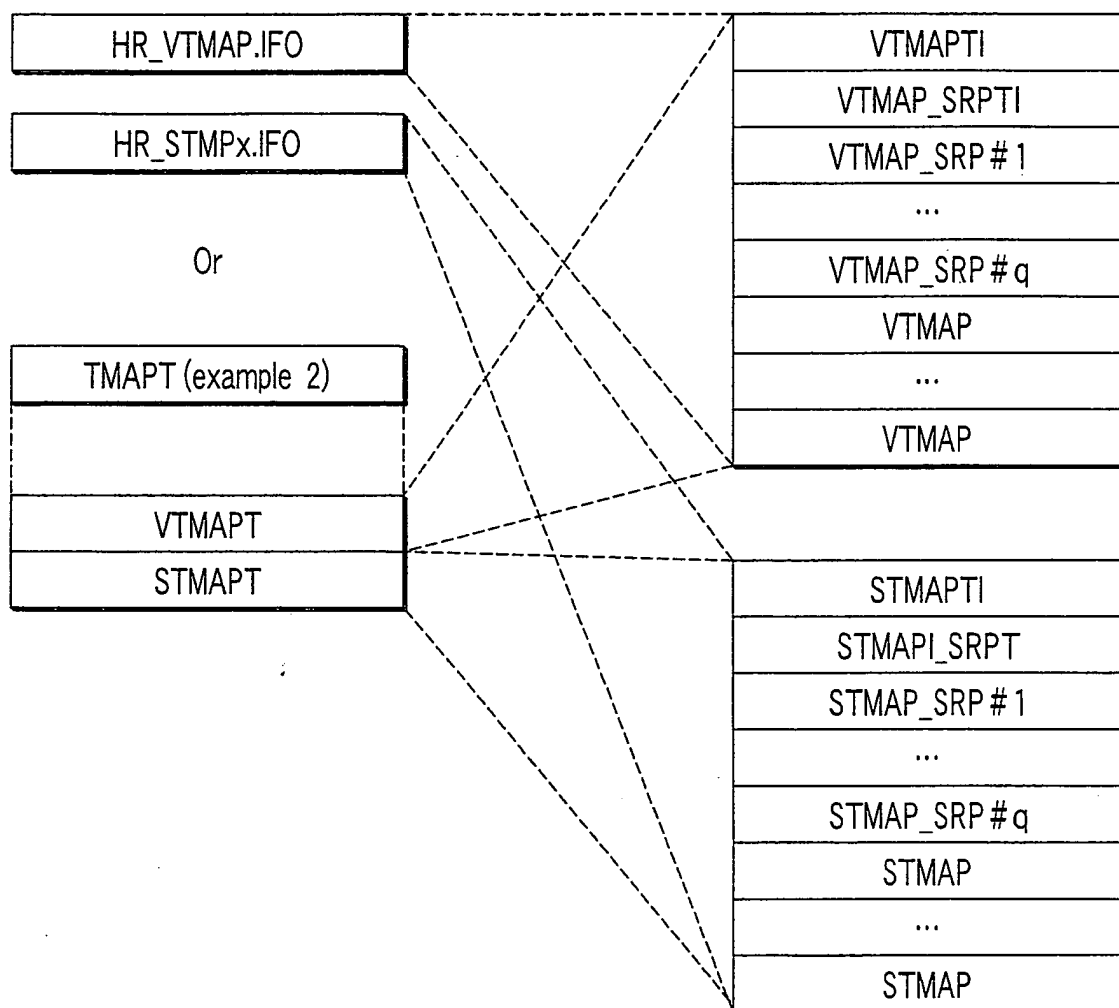 HR_VTMAP.IFO
HR_STMPx.IFO
Or
TMAPT (example 2)
VTMAPT
STMAPT
VTMAPTI
VTMAP_SRPTI
VTMAP_SRP#1
...
VTMAP_SRP#q
VTMAP
...
VTMAP
STMAPTI
STMAPI_SRPT
STMAP_SRP#1
...
STMAP_SRP#q
STMAP
...
STMAP